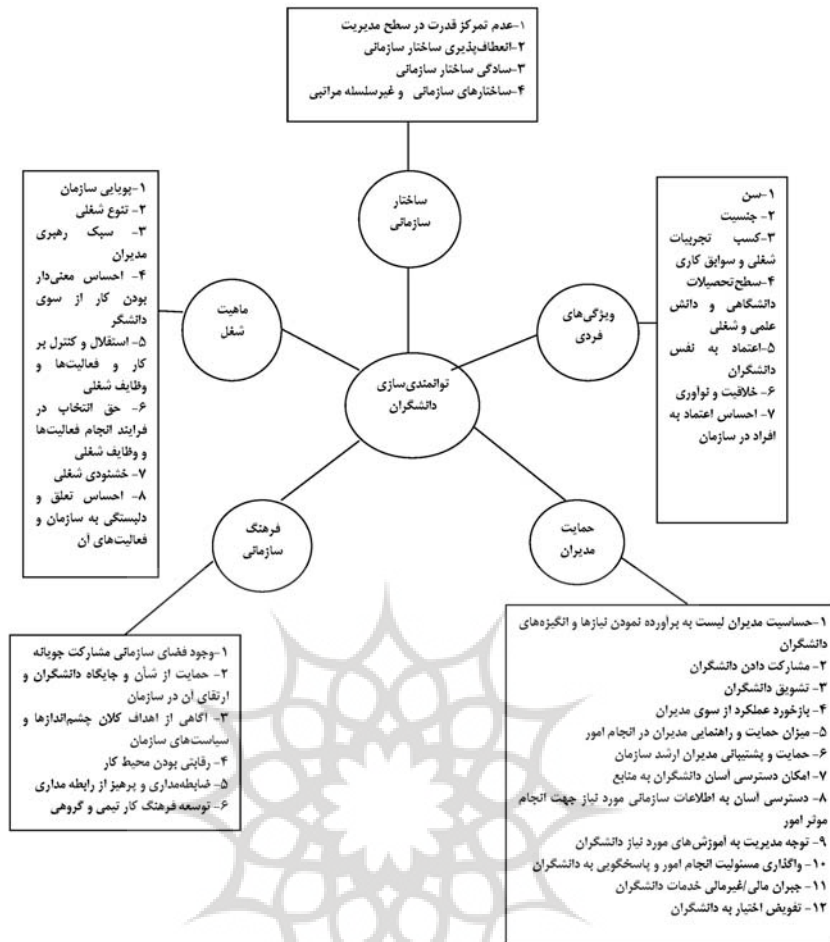 ۱-عدم تمرکز قدرت در سطح مدیریت
۲-انعطاف‌پذیری ساختار سازمانی
۳-سادگی ساختار سازمانی
۴-ساختارهای سازمانی و غیرسلسله مراتبی
ساختار
سازمانی
۱-سن
۲- جنسیت
۳-کسب تجربیات
شغلی و سوابق کاری
۴-سطح‌تحصیلات
دانشگاهی و دانش
علمی و شغلی
۵-اعتماد به نفس
دانشگران
۶- خلاقیت و نوآوری
۷- احساس اعتماد به
افراد در سازمان
ویژگی‌های
فردی
۱-پویایی سازمان
۲- تنوع شغلی
۳- سبک رهبری
مدیران
۴- احساس معنی‌دار
بودن کار از سوی
دانشگر
۵- استقلال و کنترل بر
کار و فعالیت‌ها و
وظایف شغلی
۶- حق انتخاب در
فرایند انجام فعالیت‌ها
و وظایف شغلی
۷- خشنودی شغلی
۸- احساس تعلق و
دلبستگی به سازمان و
فعالیت‌های آن
ماهیت
شغل
توانمندی‌سازی
دانشگران
حمایت
مدیران
فرهنگ
سازمانی
۱-حساسیت مدیران نسبت به برآورده نمودن نیازها و انگیزه‌های
دانشگران
۲-مشارکت دادن دانشگران
۳- تشویق دانشگران
۴- بازخورد عملکرد از سوی مدیران
۵- میزان حمایت و راهنمایی مدیران در انجام امور
۶- حمایت و پشتیبانی مدیران ارشد سازمان
۷- امکان دسترسی آسان دانشگران به منابع
۸- دسترسی آسان به اطلاعات سازمانی مورد نیاز جهت انجام
موثر امور
۹- توجه مدیریت به آموزش‌های مورد نیاز دانشگران
۱۰- واگذاری مسئولیت انجام امور و پاسخگویی به دانشگران
۱۱- جبران مالی/غیرمالی خدمات دانشگران
۱۲- تفویض اختیار به دانشگران
۱-وجود فضای سازمانی مشارکت جویانه
۲- حمایت از شأن و جایگاه دانشگران و
ارتقای آن در سازمان
۳- آگاهی از اهداف کلان چشم‌اندازها و
سیاست‌های سازمان
۴- رقابتی بودن محیط کار
۵- ضابطه‌مداری و پرهیز از رابطه مداری
۶- توسعه فرهنگ کار تیمی و گروهی